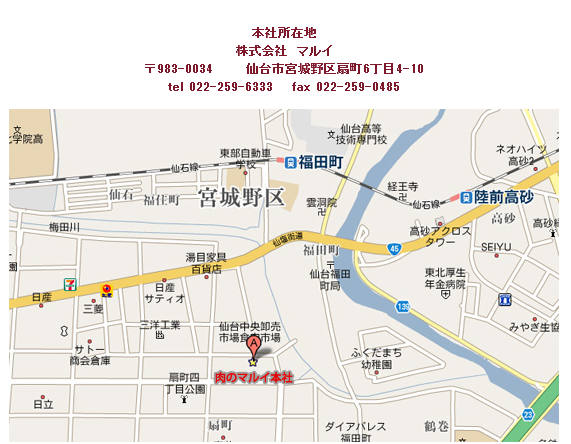 本社所在地
株式会社 マルイ
〒983-0034 仙台市宮城野区扇町6丁目4-10
tel 022-259-6333 fax 022-259-0485
文
化学院高
東部自動車
学校
仙石線
福田町
文
仙台高等
技術専門校
ネオハイツ
高砂2
仙石
福住町
宮城野区
雲洞院
卍
経王寺
卍
仙石線
陸前高砂
高砂
梅田川
仙塩街道
福田町
45
高砂アクロス
タワー
高砂
SEIYU
湯目家具
百貨店
仙台福田
町局
東北厚生
年金病院
日産
7
三菱
日産
サティオ
139
三洋工業
仙台中央卸売
市場食肉市場
みやぎ生協
サトー
商会倉庫
A
肉のマルイ本社
ふくだまち
幼稚園
扇町四
丁目公園
日立
扇町
ダイアパレス
福田町
鶴巻
23